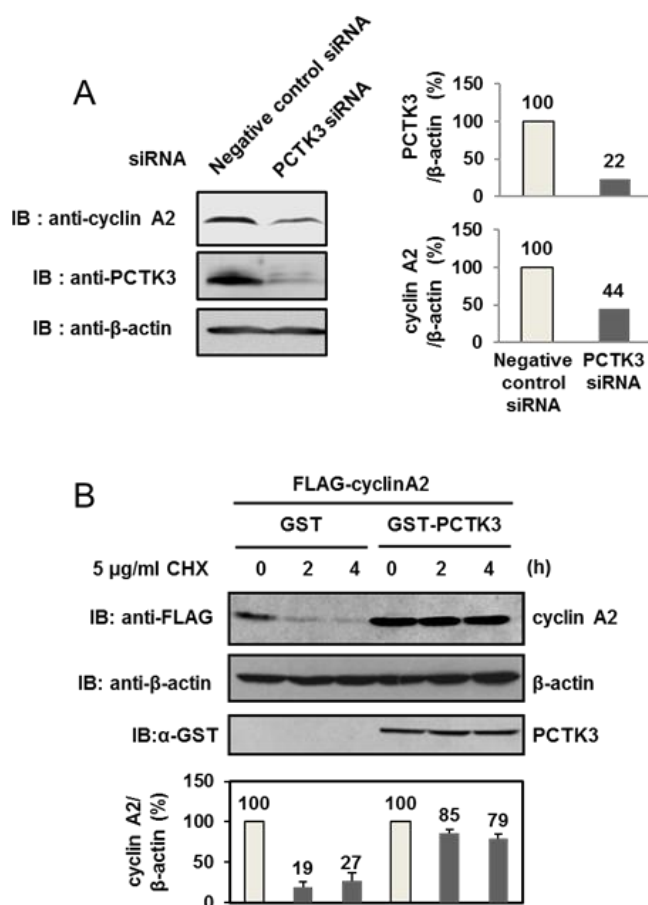 A
siRNA
Negative control siRNA
PCTK3 siRNA
IB : anti-cyclin A2
IB : anti-PCTK3
IB : anti-β-actin
PCTK3
/β-actin (%)
150
100
50
0
100
22
cyclin A2
/β-actin (%)
150
100
50
0
100
44
Negative
control
siRNA
PCTK3
siRNA
B
FLAG-cyclinA2
GST GST-PCTK3
5 µg/ml CHX 0 2 4 0 2 4 (h)
IB: anti-FLAG cyclin A2
IB: anti-β-actin β-actin
IB:α-GST PCTK3
cyclin A2/
β-actin (%)
150
100
50
0
100 19 27 100 85 79